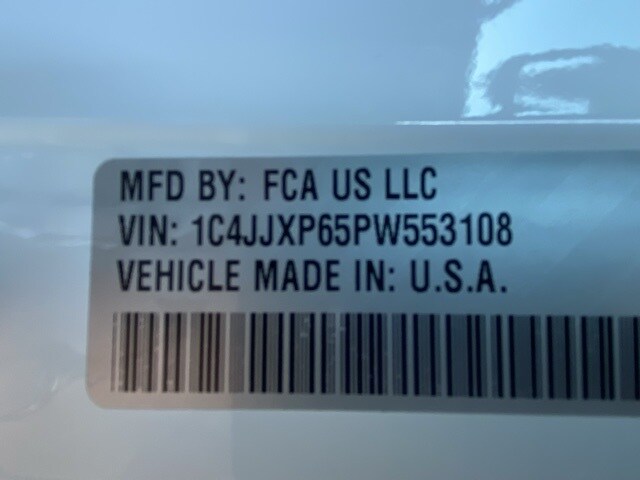 MFD BY: FCA US LLC
VIN: 1C4JJXP65PW553108
VEHICLE MADE IN: U.S.A.